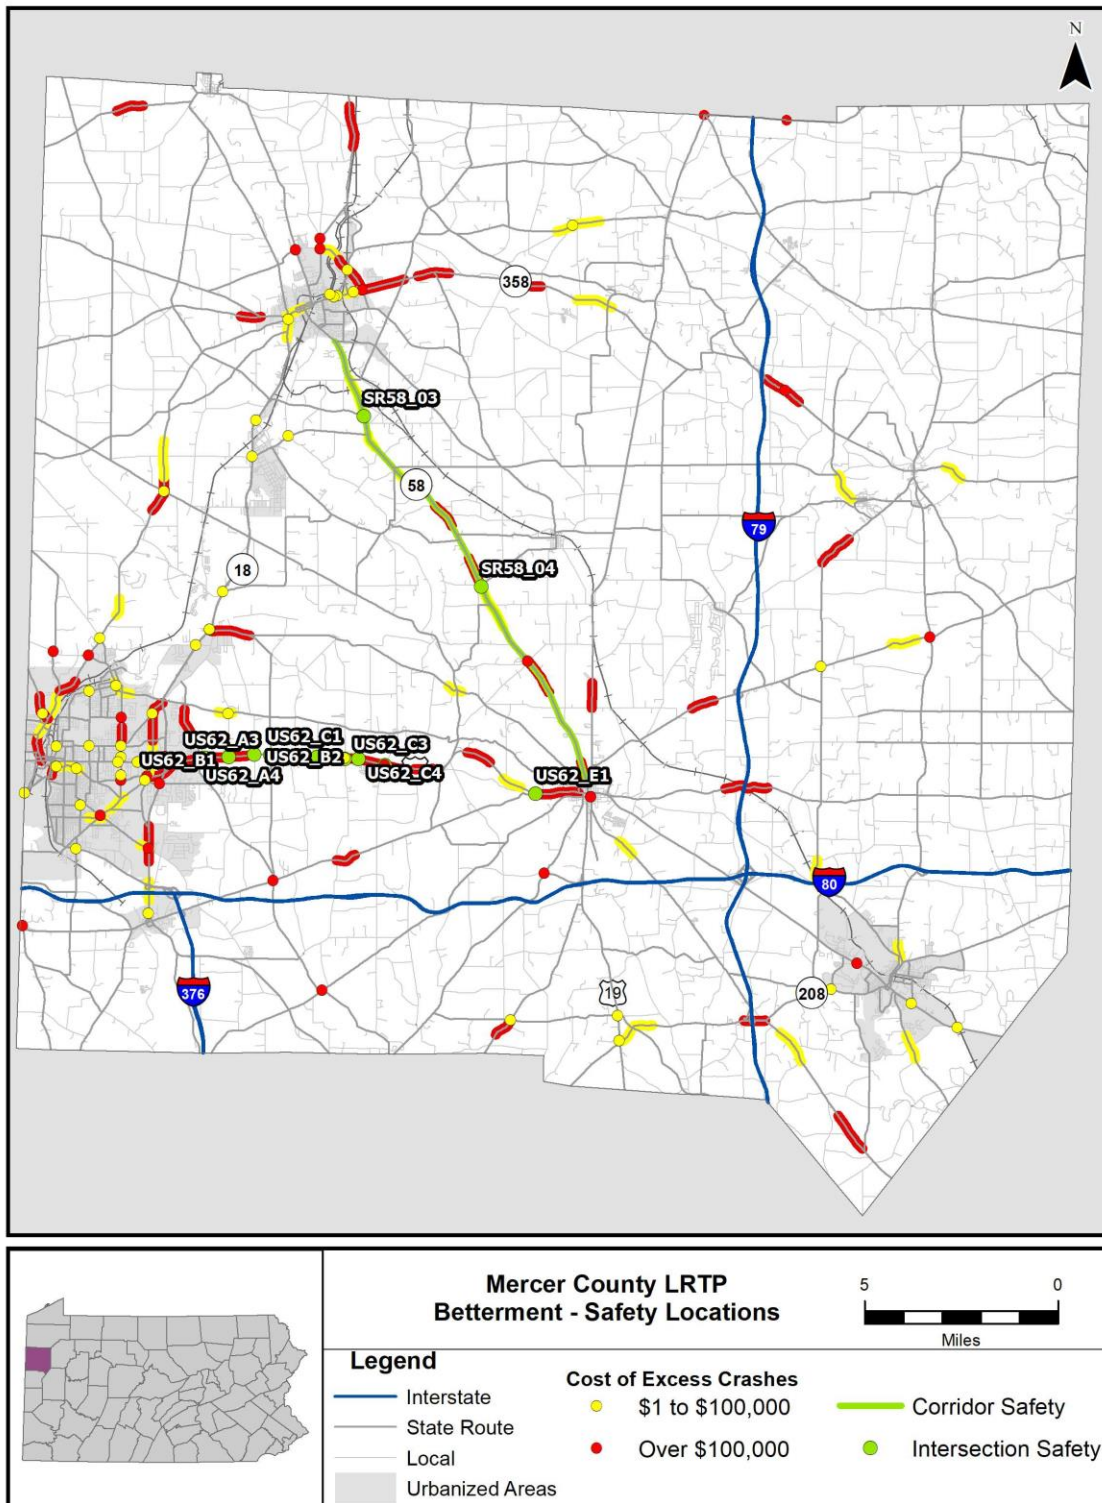 N
358
SR58_03
58
18
79
SR58_04
US62_A3
US62_C1
US62_C3
US62_B1
US62_B2
US62_A4
US62_C4
US62_E1
80
376
19
208
Mercer County LRTP
Betterment - Safety Locations
5 0
Miles
Legend
Interstate
State Route
Local
Urbanized Areas
Cost of Excess Crashes
$1 to $100,000
Over $100,000
Corridor Safety
Intersection Safety